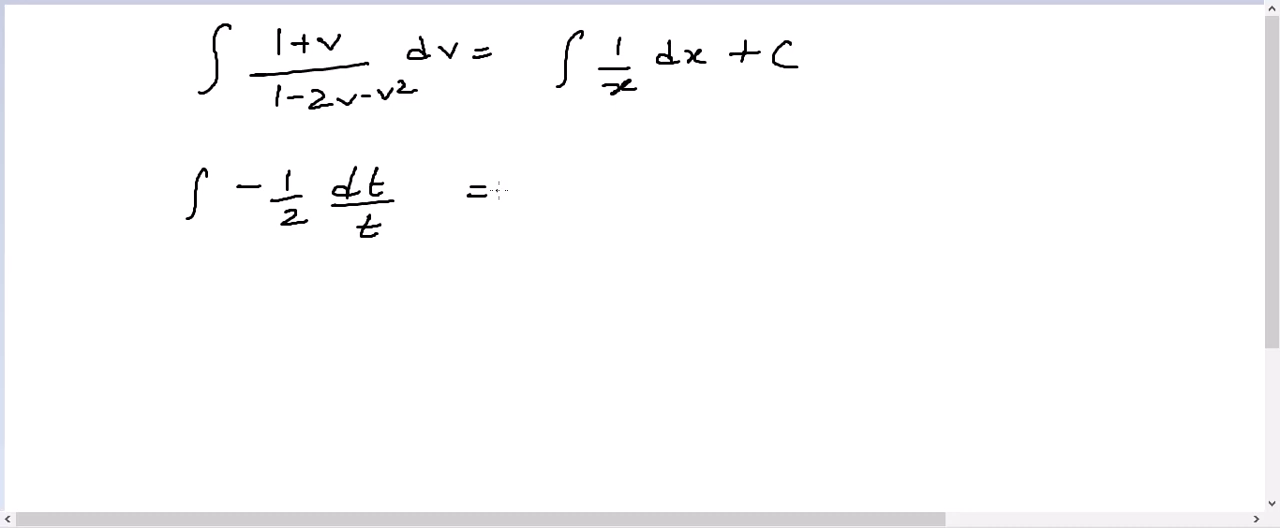 ∫ (1+v)/(1-2v-v²) dv = ∫ 1/x dx + C
∫ -1/2 dt/t =